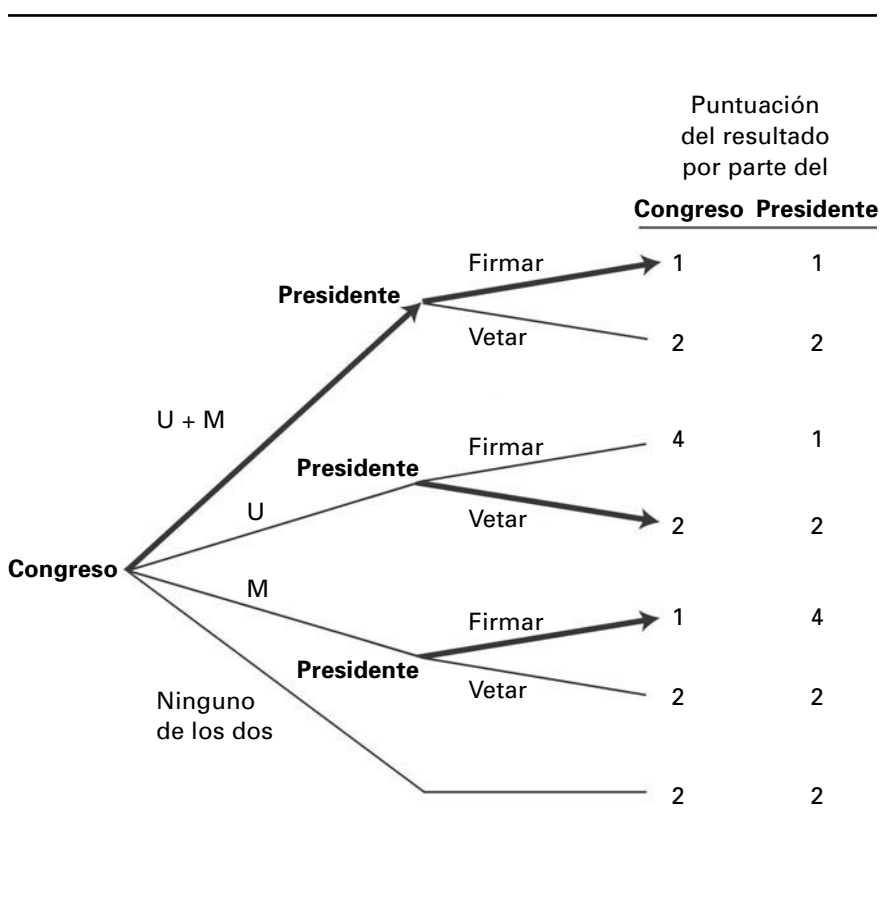 Puntuación
del resultado
por parte del
Congreso Presidente
Firmar 1 1
Presidente
Vetar 2 2
U + M
Firmar 4 1
Presidente
U
Vetar 2 2
Congreso
M
Firmar 1 4
Presidente
Vetar 2 2
Ninguno
de los dos
2 2